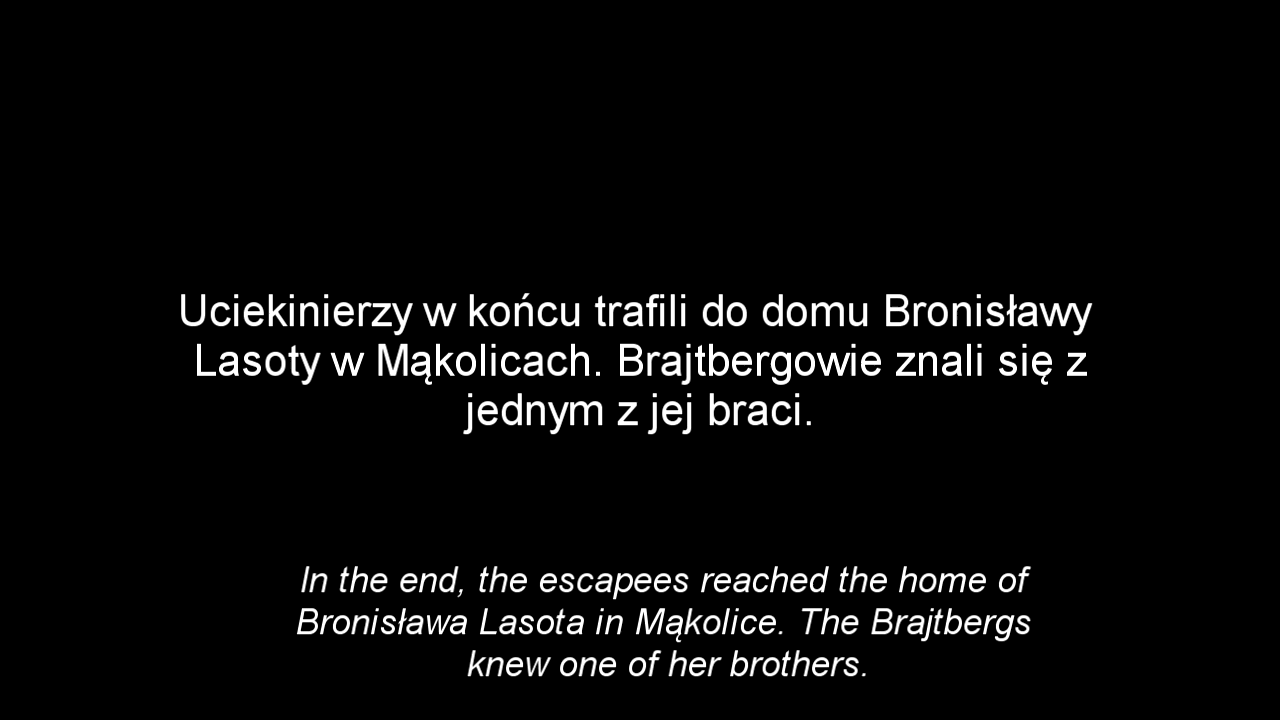 Uciekinierzy w końcu trafili do domu Bronisławy
Lasoty w Mąkolicach. Brajtbergowie znali się z
jednym z jej braci.
In the end, the escapees reached the home of
Bronisława Lasota in Mąkolice. The Brajtbergs
knew one of her brothers.